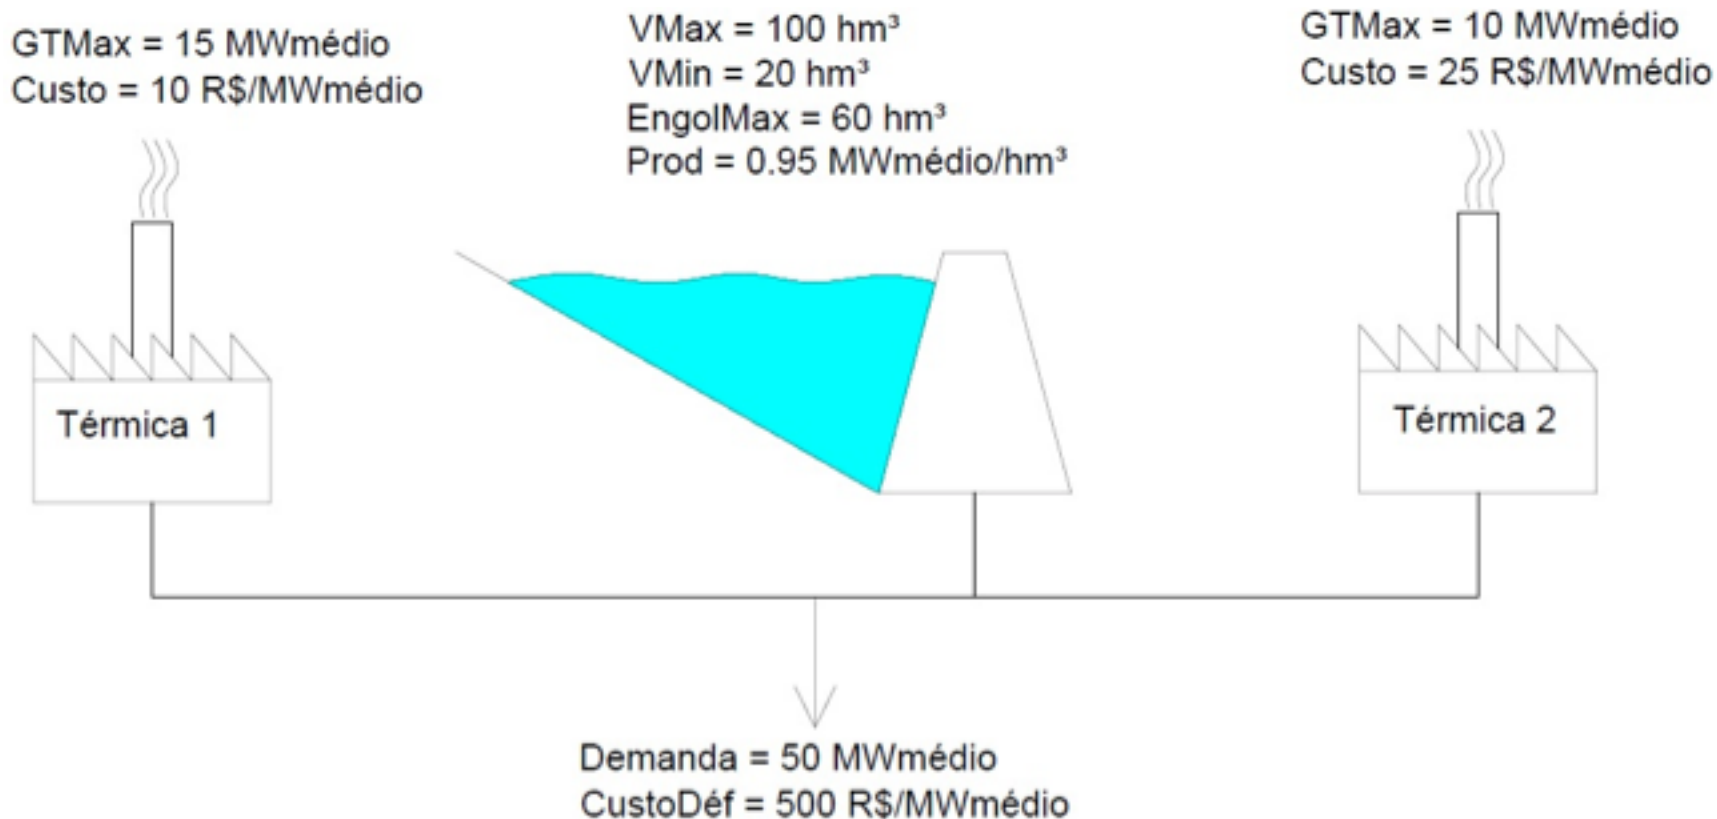 GTMax = 15 MWmédio
Custo = 10 R$/MWmédio
VMax = 100 hm³
VMin = 20 hm³
EngolMax = 60 hm³
Prod = 0.95 MWmédio/hm³
GTMax = 10 MWmédio
Custo = 25 R$/MWmédio
Térmica 1
Térmica 2
Demanda = 50 MWmédio
CustoDéf = 500 R$/MWmédio